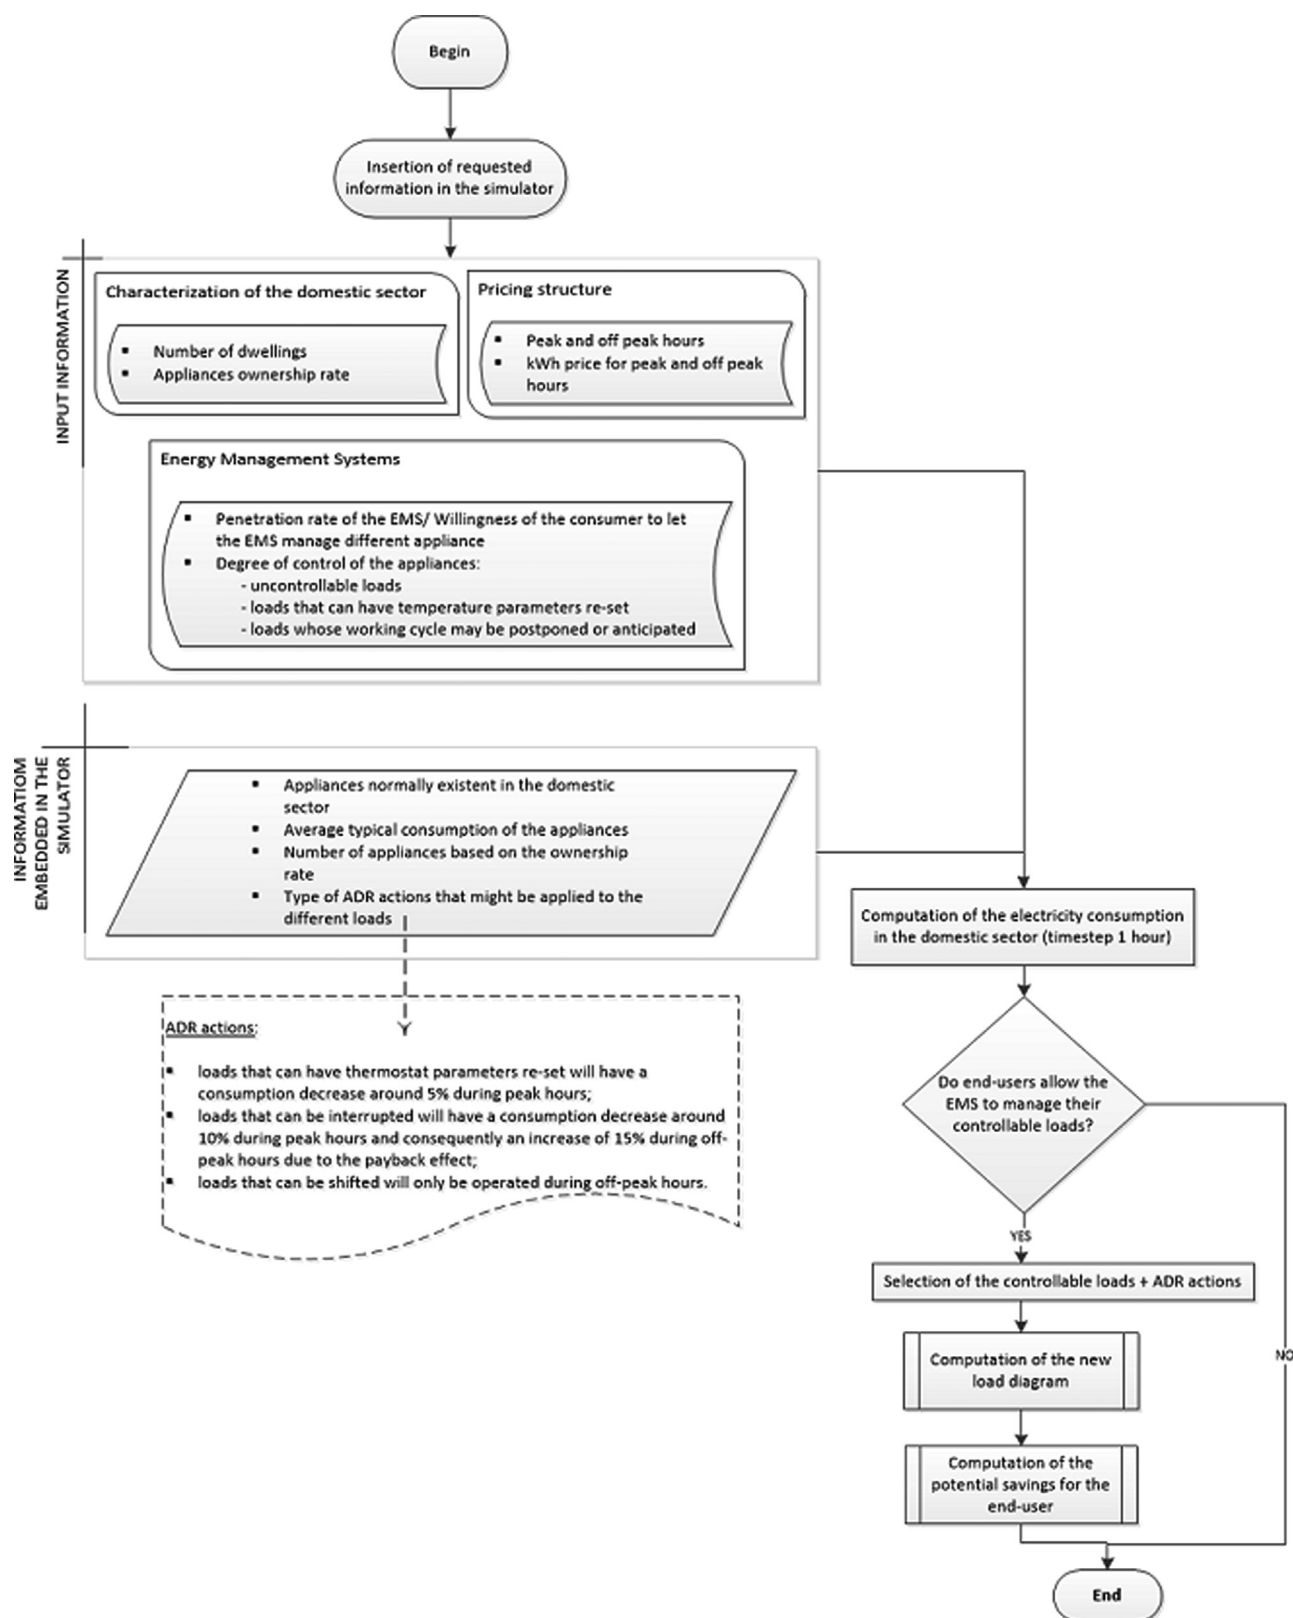 Begin
Insertion of requested
information in the simulator
INPUT INFORMATION
Characterization of the domestic sector
▪ Number of dwellings
▪ Appliances ownership rate
Pricing structure
▪ Peak and off peak hours
▪ kWh price for peak and off peak
hours
Energy Management Systems
▪ Penetration rate of the EMS/ Willingness of the consumer to let
the EMS manage different appliance
▪ Degree of control of the appliances:
- uncontrollable loads
- loads that can have temperature parameters re-set
- loads whose working cycle may be postponed or anticipated
INFORMATIOM
EMBEDDED IN THE
SIMULATOR
▪ Appliances normally existent in the domestic
sector
▪ Average typical consumption of the appliances
▪ Number of appliances based on the ownership
rate
▪ Type of ADR actions that might be applied to the
different loads
ADR actions:
▪ loads that can have thermostat parameters re-set will have a
consumption decrease around 5% during peak hours;
▪ loads that can be interrupted will have a consumption decrease around
10% during peak hours and consequently an increase of 15% during off-
peak hours due to the payback effect;
▪ loads that can be shifted will only be operated during off-peak hours.
Computation of the electricity consumption
in the domestic sector (timestep 1 hour)
Do end-users allow the
EMS to manage their
controllable loads?
YES
Selection of the controllable loads + ADR actions
Computation of the new
load diagram
NO
Computation of the
potential savings for the
end-user
End